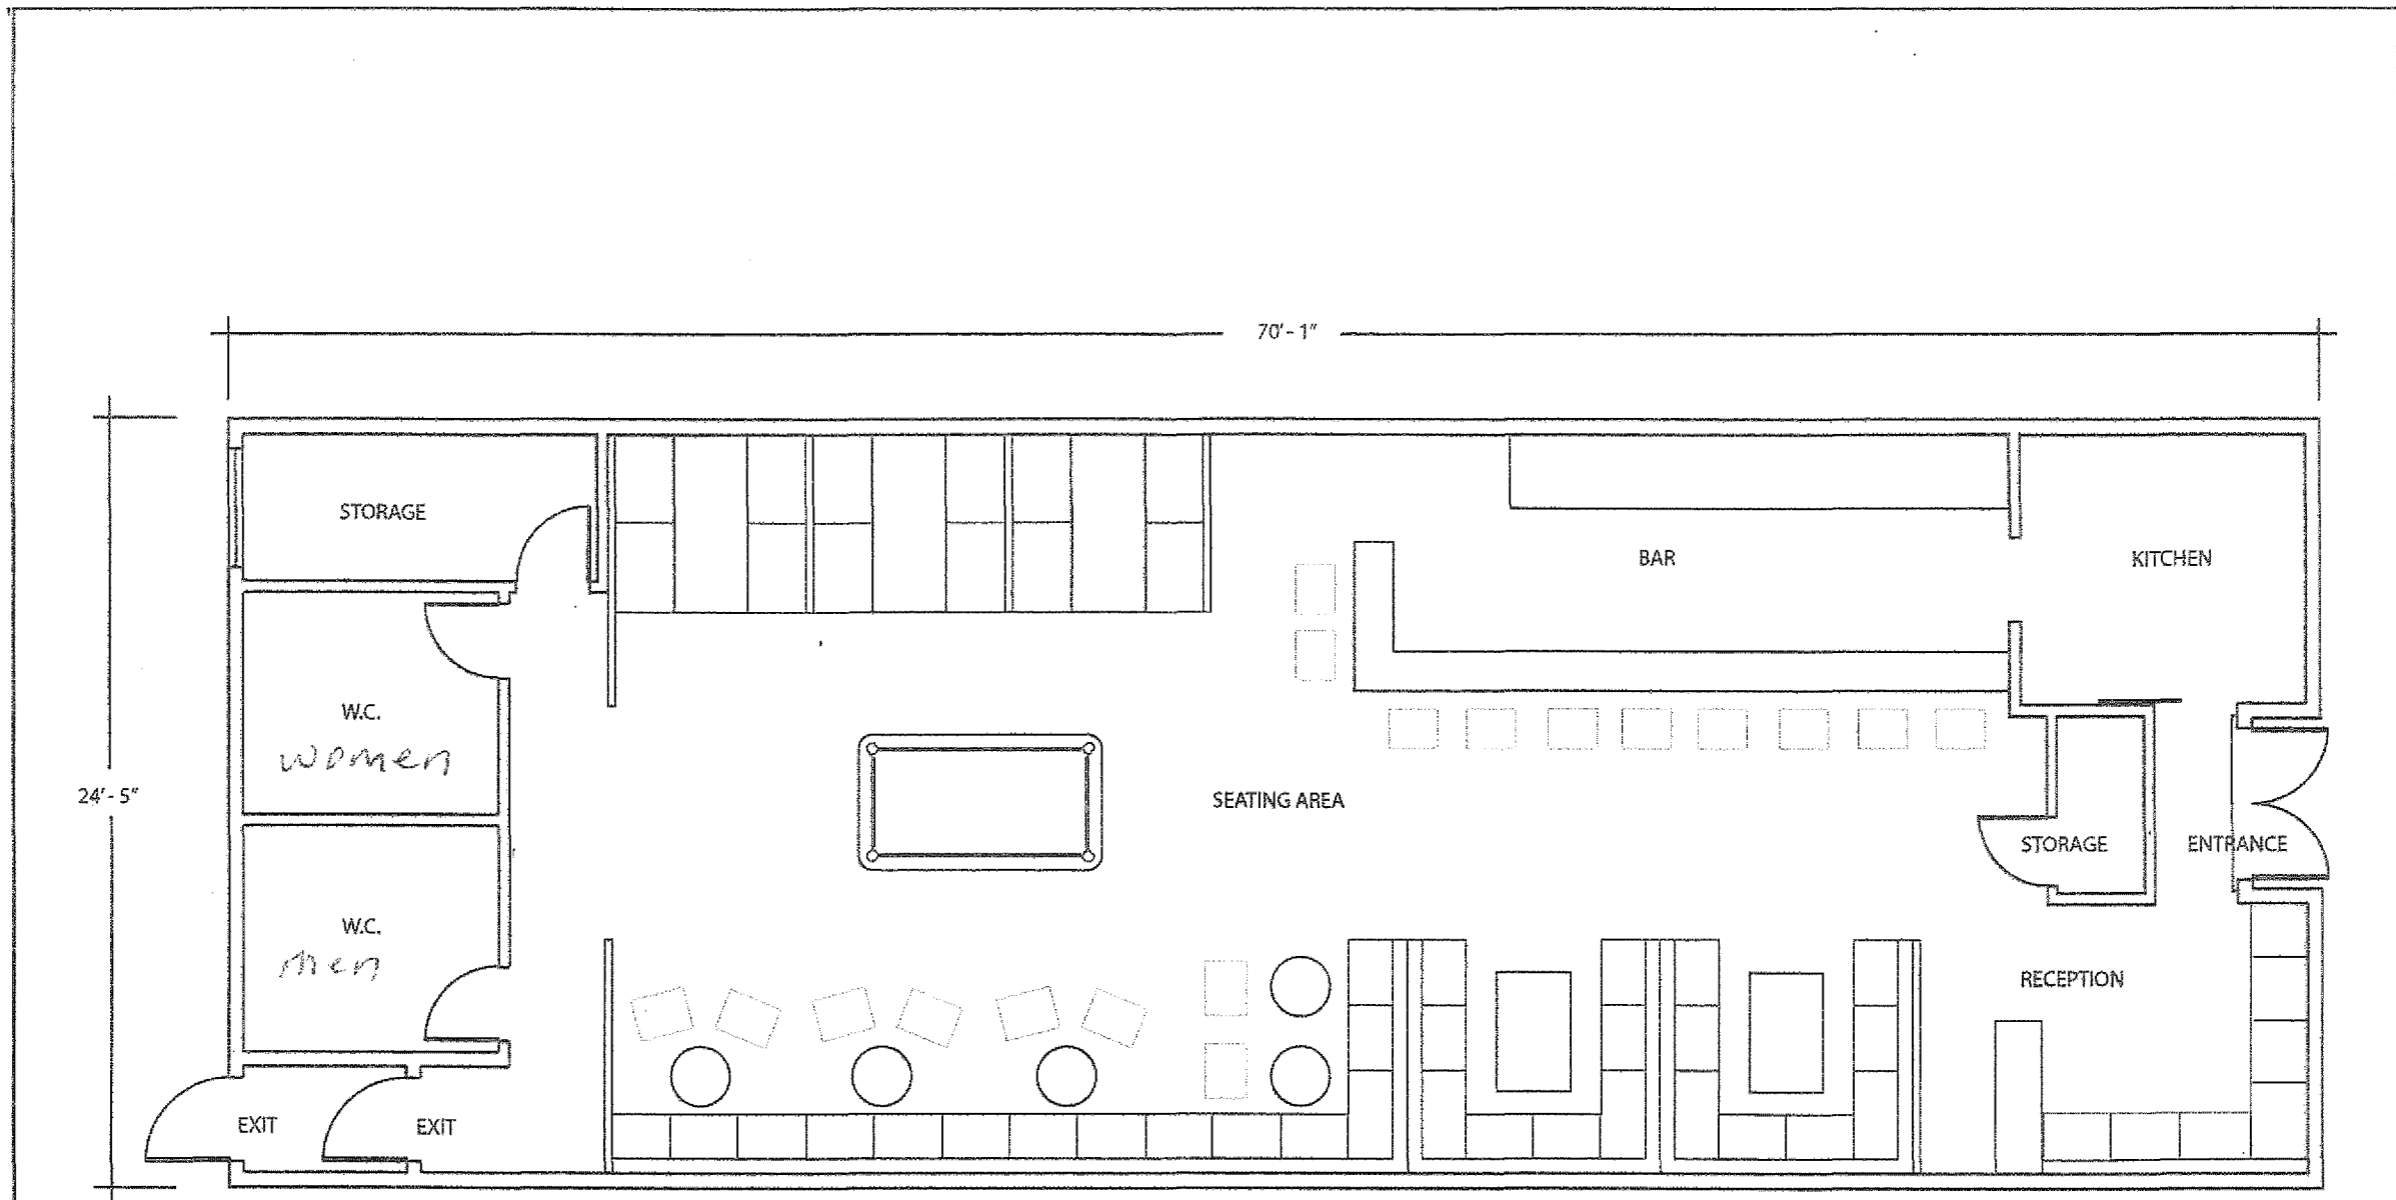 70'- 1"
STORAGE
BAR
KITCHEN
W.C.
women
24'- 5"
SEATING AREA
STORAGE
ENTRANCE
W.C.
men
RECEPTION
EXIT
EXIT